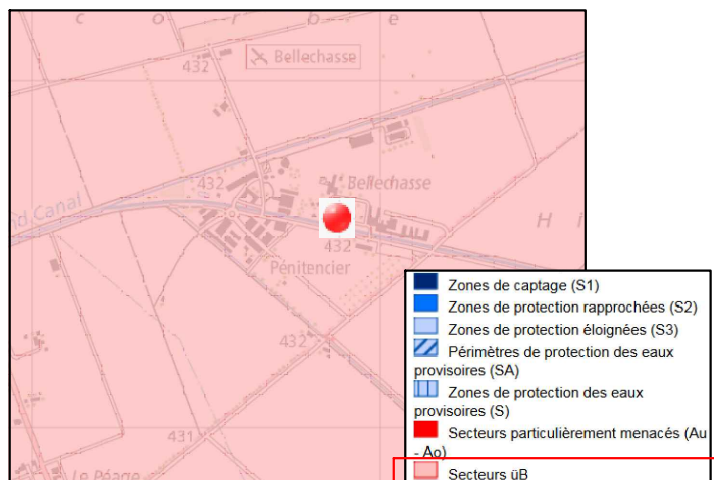 c o r b e
432
Bellechasse
432
Bellechasse
nd Canal
H i
432
Pénitencier
432
431
Le Péage
Zones de captage (S1)
Zones de protection rapprochées (S2)
Zones de protection éloignées (S3)
Périmètres de protection des eaux
provisoires (SA)
Zones de protection des eaux
provisoires (S)
Secteurs particulièrement menacés (Au
- Ao)
Secteurs üB